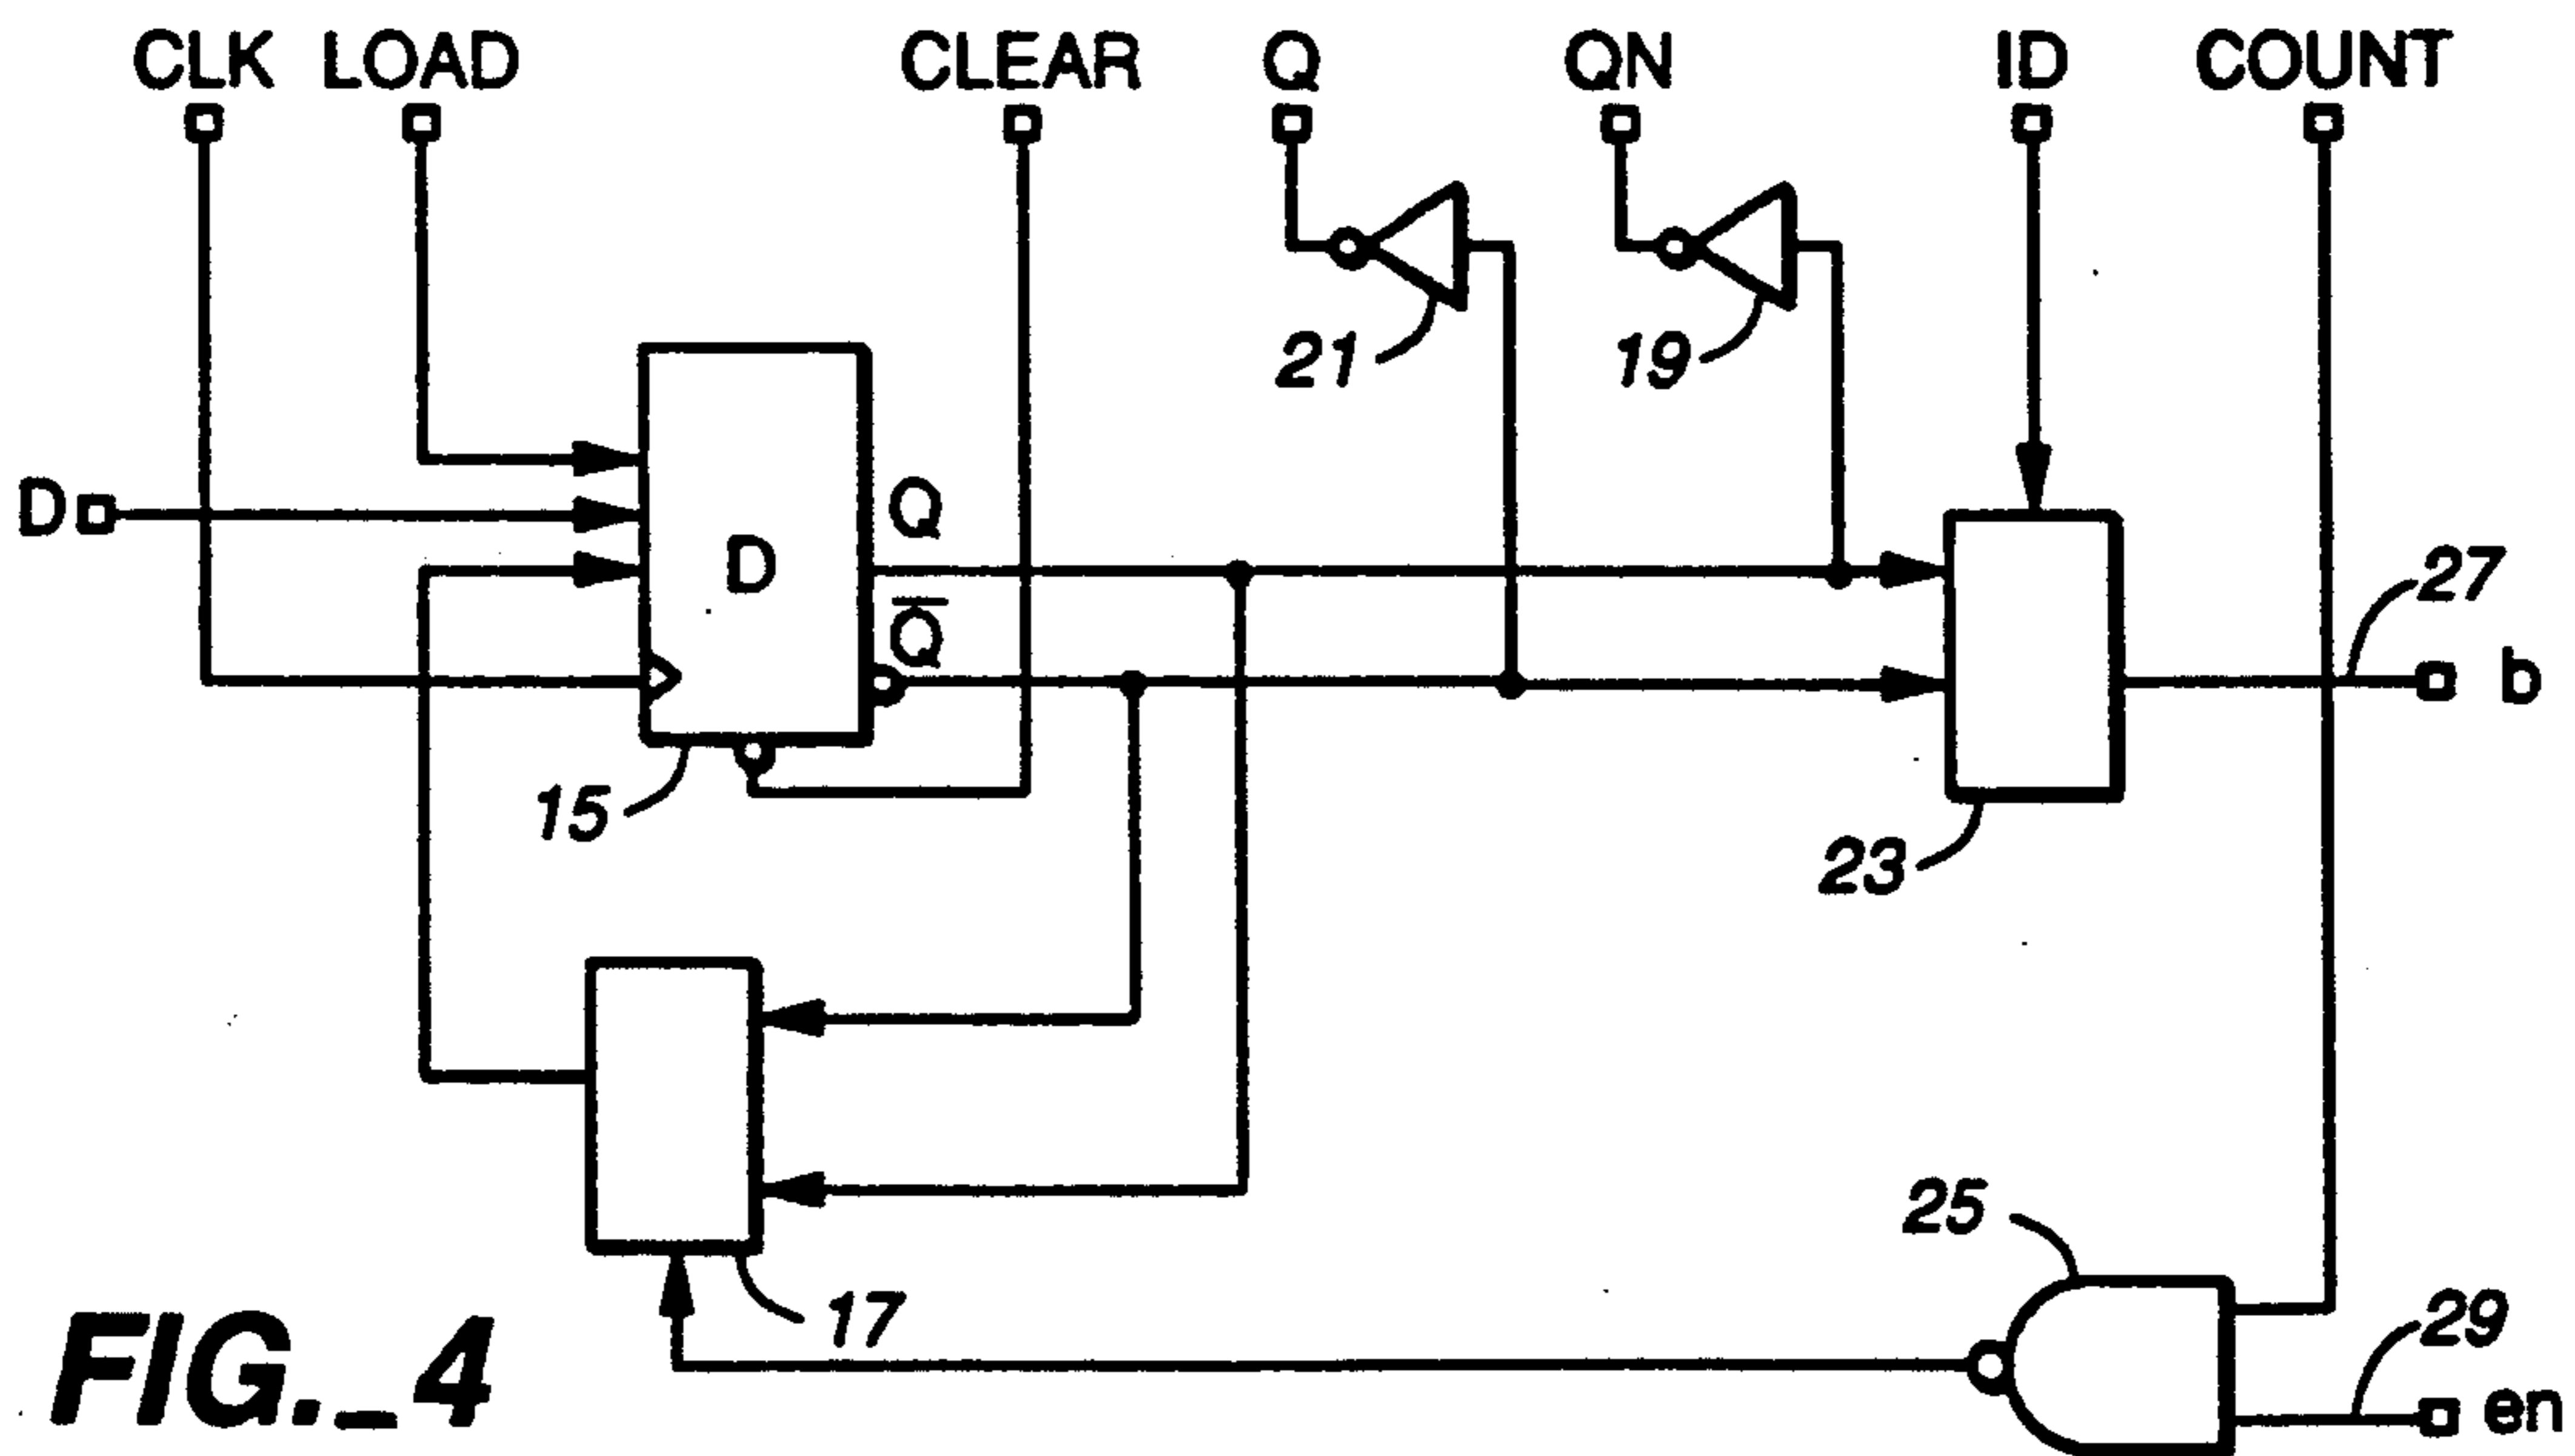 CLK LOAD CLEAR Q QN ID COUNT
21 19
D Q
D
27
Q̅
b
15
23
25
17
29
en
FIG._4